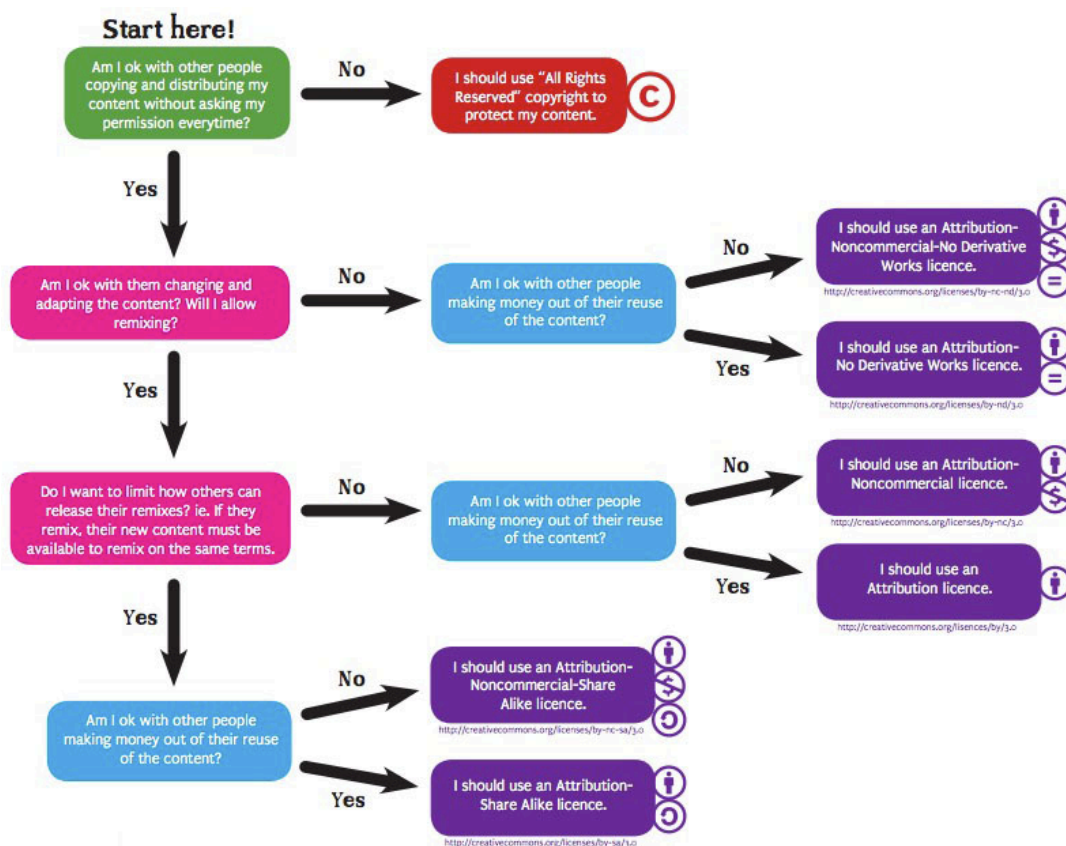 Start here!
Am I ok with other people
copying and distributing my
content without asking my
permission everytime?
No
I should use “All Rights
Reserved” copyright to
protect my content.
C
Yes
Am I ok with them changing and
adapting the content? Will I allow
remixing?
No
Am I ok with other people
making money out of their reuse
of the content?
No
I should use an Attribution-
Noncommercial-No Derivative
Works licence.
http://creativecommons.org/licenses/by-nc-nd/3.0
Yes
I should use an Attribution-
No Derivative Works licence.
http://creativecommons.org/licenses/by-nd/3.0
Yes
Do I want to limit how others can
release their remixes? ie. If they
remix, their new content must be
available to remix on the same terms.
No
Am I ok with other people
making money out of their reuse
of the content?
No
I should use an Attribution-
Noncommercial licence.
http://creativecommons.org/licenses/by-nc/3.0
Yes
I should use an
Attribution licence.
http://creativecommons.org/lisences/by/3.0
Yes
Am I ok with other people
making money out of their reuse
of the content?
No
I should use an Attribution-
Noncommercial-Share
Alike licence.
http://creativecommons.org/licenses/by-nc-sa/3.0
Yes
I should use an Attribution-
Share Alike licence.
http://creativecommons.org/licenses/by-sa/3.0